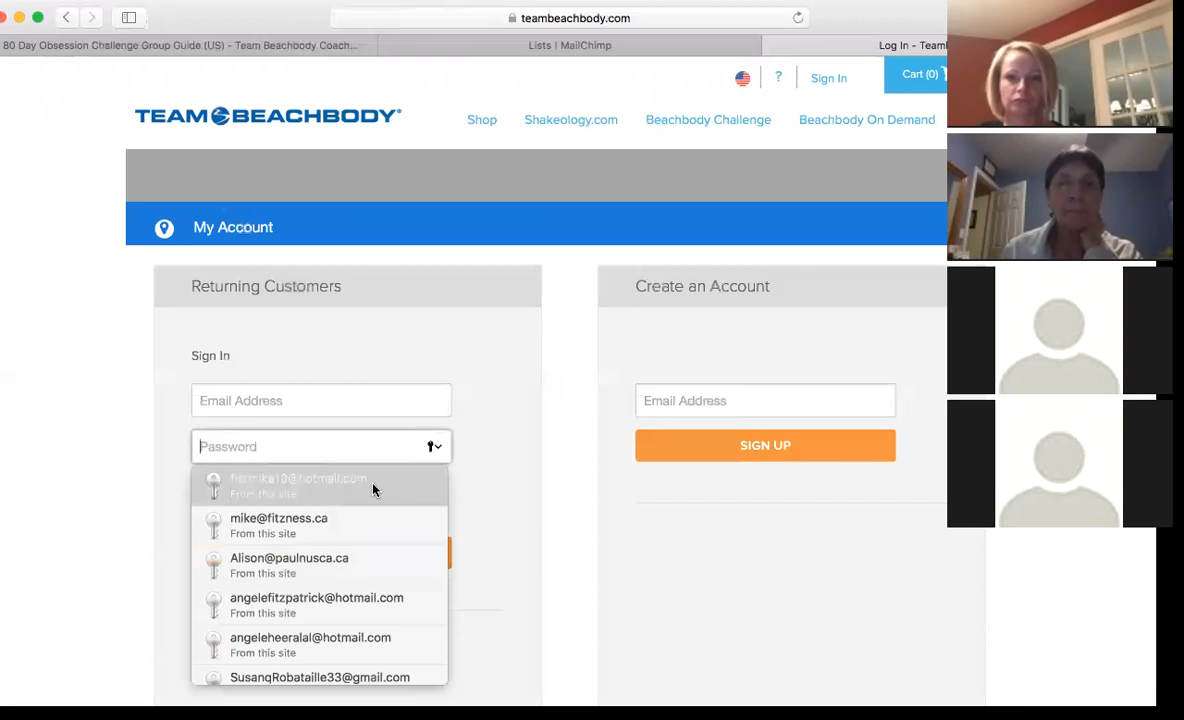 teambeachbody.com
80 Day Obsession Challenge Group Guide (US) - Team Beachbody Coach...
Lists | MailChimp
Log In - Team
?
Sign In
Cart (0)
TEAM BEACHBODY®
Shop
Shakeology.com
Beachbody Challenge
Beachbody On Demand
My Account
Returning Customers
Create an Account
Sign In
Email Address
Email Address
Password
SIGN UP
From this site
mike@fitzness.ca
From this site
Alison@paulnusca.ca
From this site
angelefitzpatrick@hotmail.com
From this site
angeleheeralal@hotmail.com
From this site
SusanqRobataille33@gmail.com